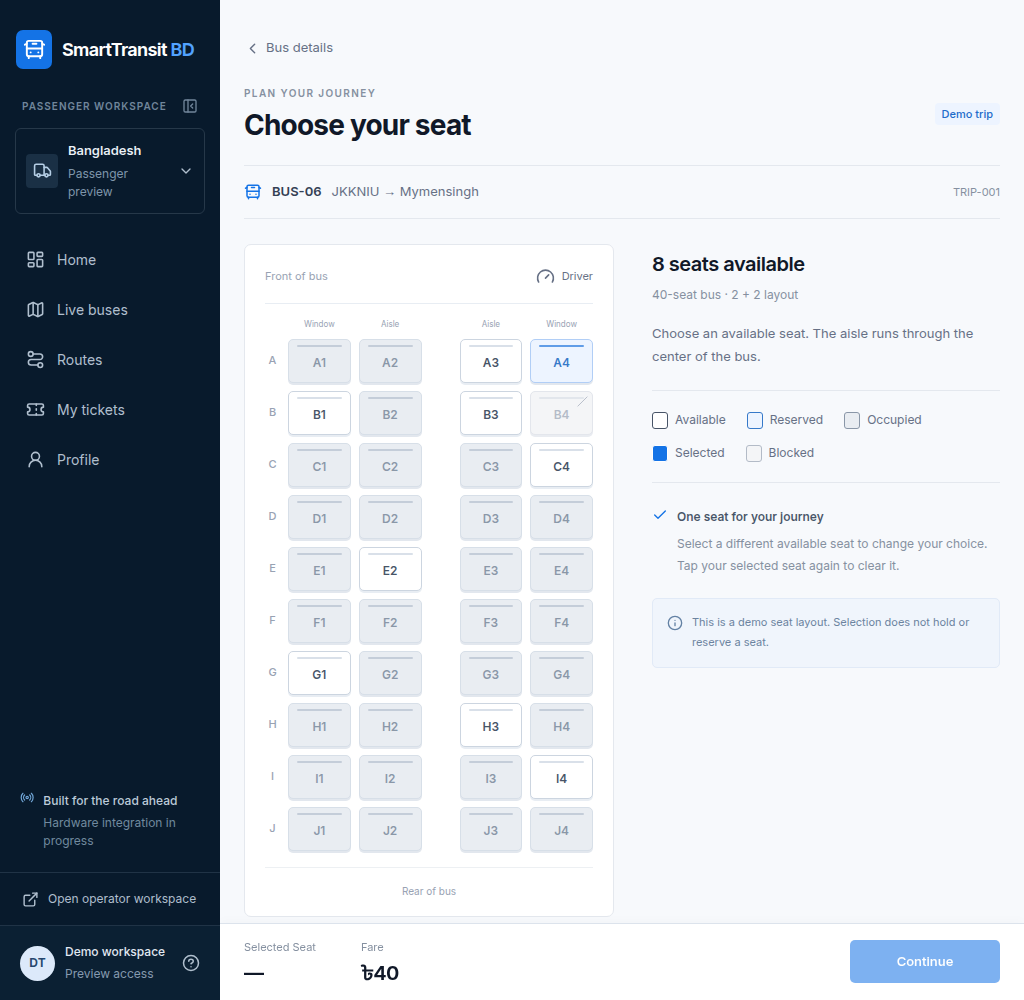 SmartTransit BD
PASSENGER WORKSPACE
Bangladesh
Passenger
preview
Home
Live buses
Routes
My tickets
Profile
Built for the road ahead
Hardware integration in
progress
Open operator workspace
DT
Demo workspace
Preview access
Bus details
PLAN YOUR JOURNEY
Choose your seat
Demo trip
BUS-06 JKKNIU → Mymensingh
TRIP-001
Front of bus
Driver
Window Aisle Aisle Window
A A1 A2 A3 A4
B B1 B2 B3 B4
C C1 C2 C3 C4
D D1 D2 D3 D4
E E1 E2 E3 E4
F F1 F2 F3 F4
G G1 G2 G3 G4
H H1 H2 H3 H4
I I1 I2 I3 I4
J J1 J2 J3 J4
Rear of bus
8 seats available
40-seat bus · 2 + 2 layout
Choose an available seat. The aisle runs through the
center of the bus.
Available Reserved Occupied
Selected Blocked
One seat for your journey
Select a different available seat to change your choice.
Tap your selected seat again to clear it.
This is a demo seat layout. Selection does not hold or
reserve a seat.
Selected Seat
—
Fare
৳40
Continue